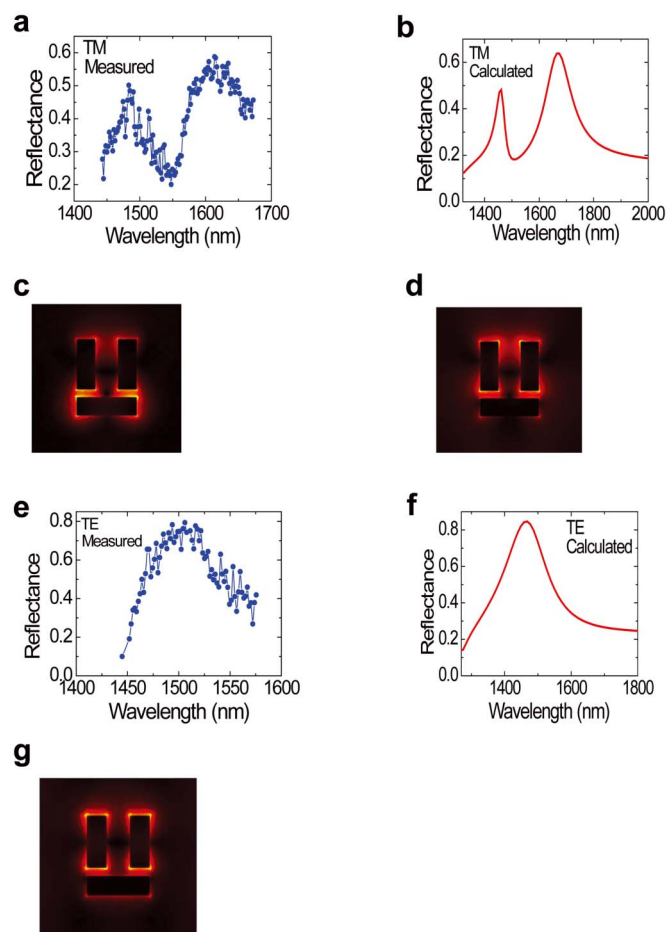 a
TM
Measured
0.6
0.5
0.4
0.3
0.2
Reflectance
1400 1500 1600 1700
Wavelength (nm)
b
TM
Calculated
0.6
0.4
0.2
0.0
Reflectance
1400 1600 1800 2000
Wavelength (nm)
c
d
e
TE
Measured
0.8
0.6
0.4
0.2
0.0
Reflectance
1400 1450 1500 1550 1600
Wavelength (nm)
f
TE
Calculated
0.8
0.6
0.4
0.2
0.0
Reflectance
1400 1600 1800
Wavelength (nm)
g